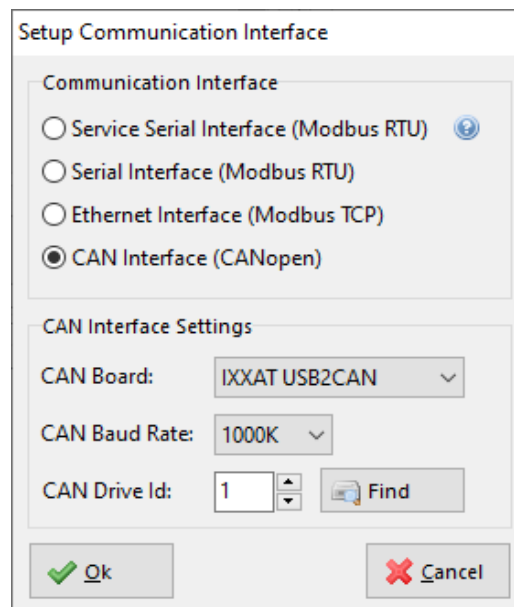 Setup Communication Interface
Communication Interface
Service Serial Interface (Modbus RTU)
Serial Interface (Modbus RTU)
Ethernet Interface (Modbus TCP)
CAN Interface (CANopen)
CAN Interface Settings
CAN Board: IXXAT USB2CAN
CAN Baud Rate: 1000K
CAN Drive Id: 1 Find
Ok Cancel